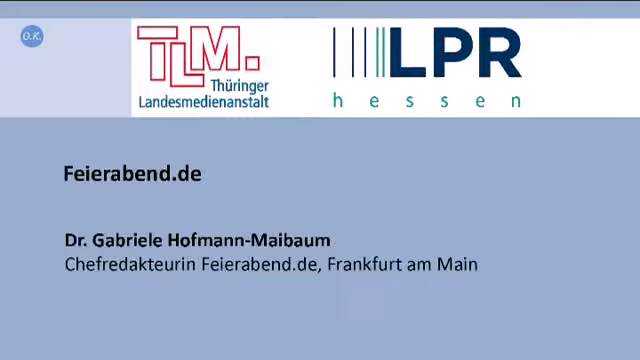 O.K.
TLM.
Thüringer
Landesmedienanstalt
LPR
hessen
Feierabend.de
Dr. Gabriele Hofmann-Maibaum
Chefredakteurin Feierabend.de, Frankfurt am Main